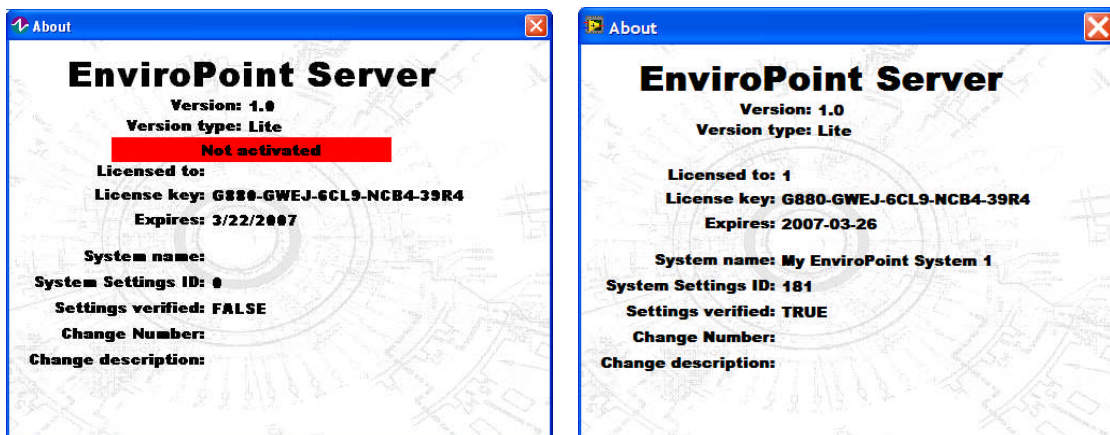 About
EnviroPoint Server
Version: 1.0
Version type: Lite
Not activated
Licensed to:
License key: G880-GWEJ-6CL9-NCB4-39R4
Expires: 3/22/2007
System name:
System Settings ID: 0
Settings verified: FALSE
Change Number:
Change description:
About
EnviroPoint Server
Version: 1.0
Version type: Lite
Licensed to: 1
License key: G880-GWEJ-6CL9-NCB4-39R4
Expires: 2007-03-26
System name: My EnviroPoint System 1
System Settings ID: 181
Settings verified: TRUE
Change Number:
Change description: